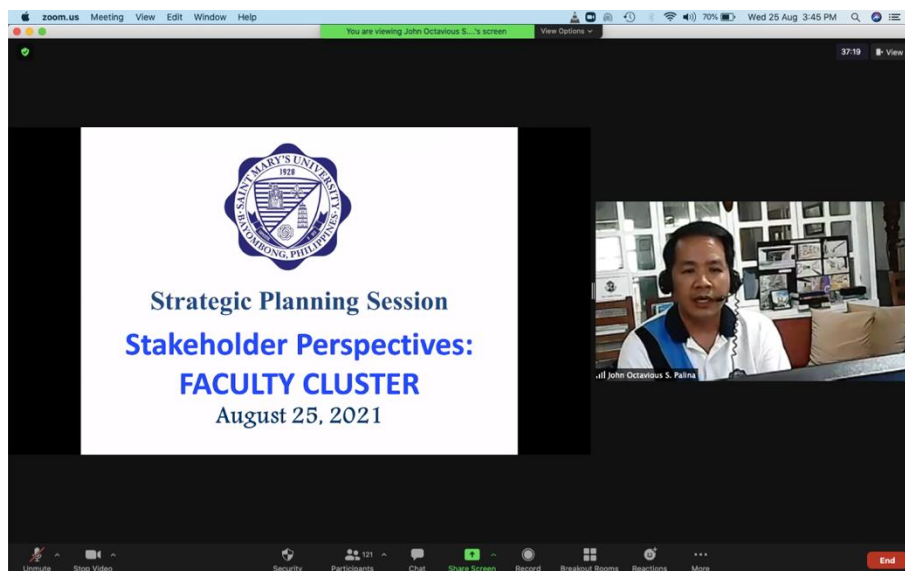 zoom.us Meeting View Edit Window Help 70% Wed 25 Aug 3:45 PM
You are viewing John Octavious S....'s screen View Options
37:19 View
SAINT MARY'S UNIVERSITY
1928
BAYOMBONG, PHILIPPINES
Strategic Planning Session
Stakeholder Perspectives:
FACULTY CLUSTER
August 25, 2021
John Octavious S. Palina
Unmute Stop Video Security Participants 121 Chat Share Screen Record Breakout Rooms Reactions More End